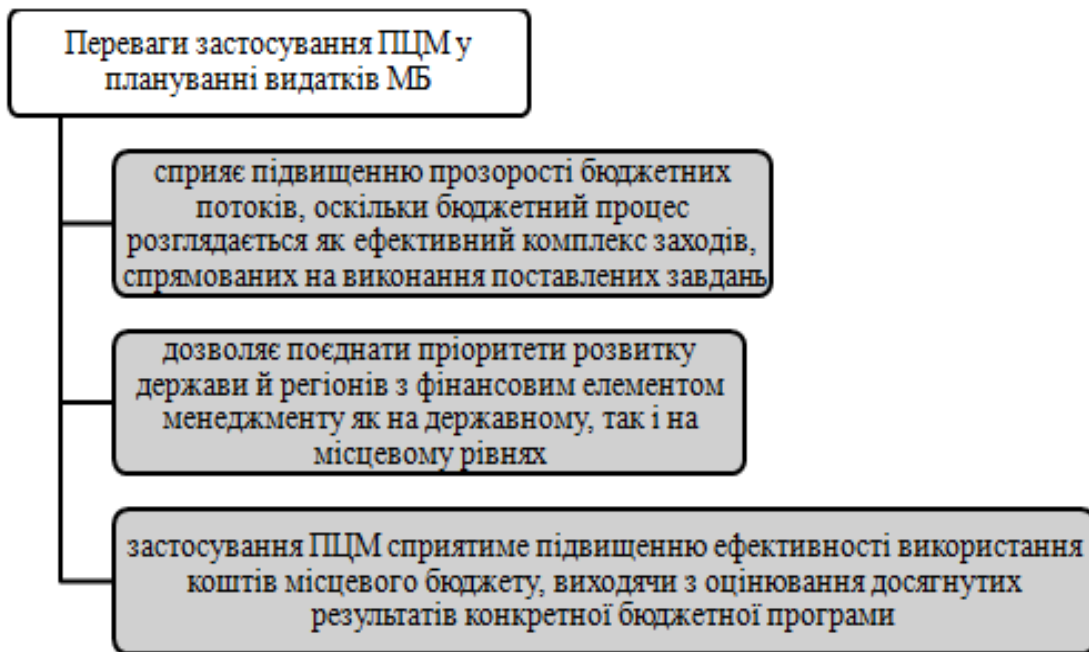 Переваги застосування ПЦМ у
плануванні видатків МБ
сприяє підвищенню прозорості бюджетних
потоків, оскільки бюджетний процес
розглядається як ефективний комплекс заходів,
спрямованих на виконання поставлених завдань
дозволяє поєднати пріоритети розвитку
держави й регіонів з фінансовим елементом
менеджменту як на державному, так і на
місцевому рівнях
застосування ПЦМ сприятиме підвищенню ефективності використання
коштів місцевого бюджету, виходячи з оцінювання досягнутих
результатів конкретної бюджетної програми